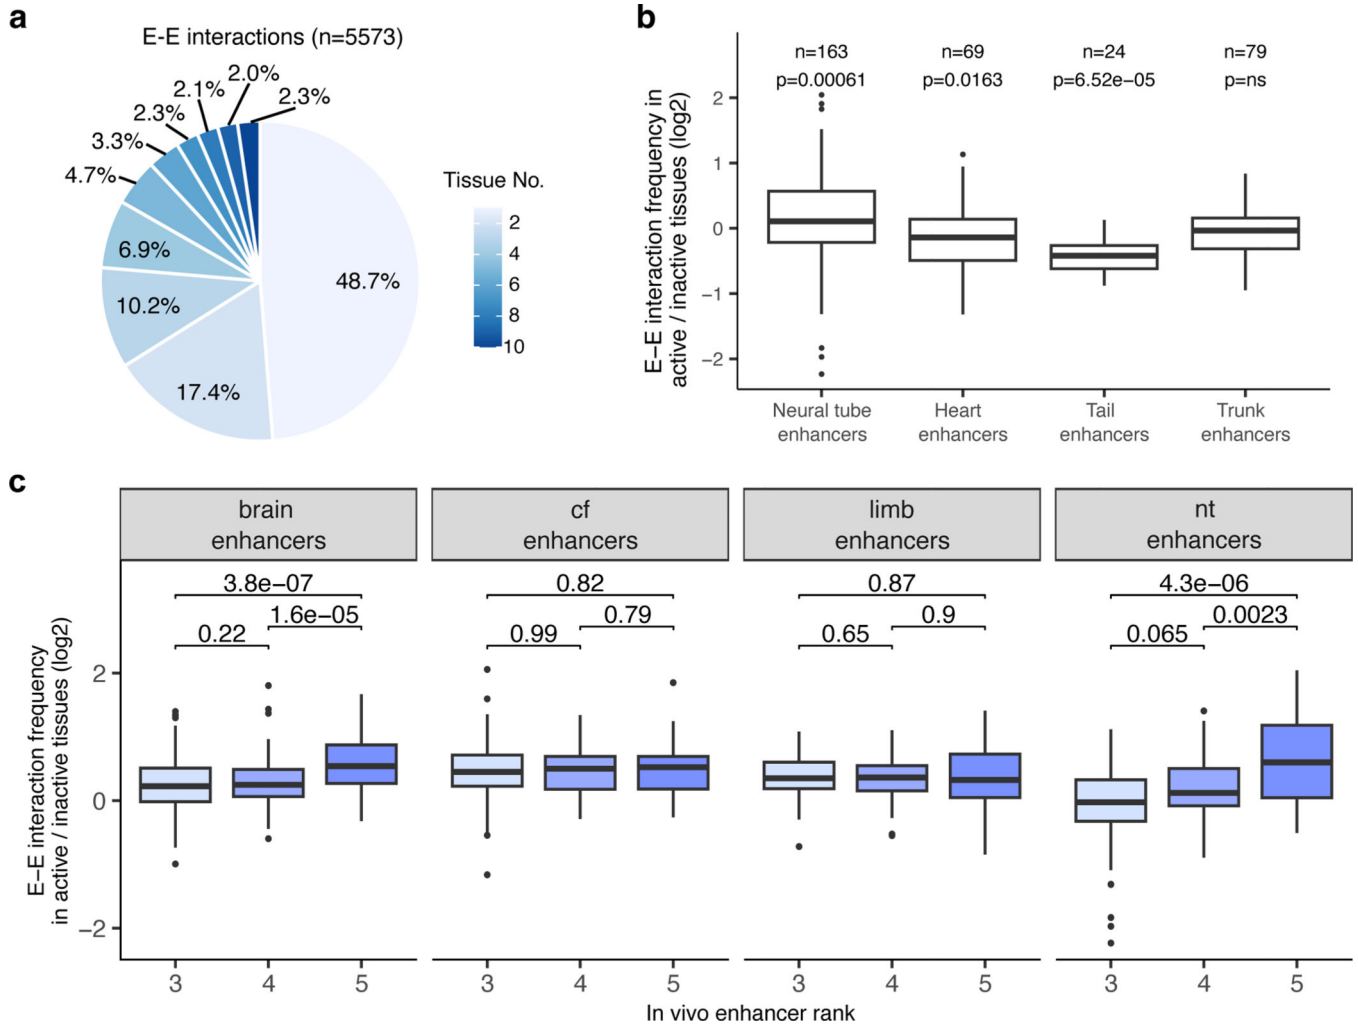 a
E-E interactions (n=5573)
2.0%
2.1%
2.3%
2.3%
3.3%
4.7%
6.9%
10.2%
17.4%
48.7%
Tissue No.
2
4
6
8
10
b
n=163
n=69
n=24
n=79
p=0.00061
p=0.0163
p=6.52e−05
p=ns
E−E interaction frequency in
active / inactive tissues (log2)
2
1
0
−1
−2
Neural tube
enhancers
Heart
enhancers
Tail
enhancers
Trunk
enhancers
c
brain
enhancers
cf
enhancers
limb
enhancers
nt
enhancers
3.8e−07
1.6e−05
0.22
0.82
0.79
0.99
0.87
0.9
0.65
4.3e−06
0.0023
0.065
E−E interaction frequency
in active / inactive tissues (log2)
2
0
−2
3 4 5
3 4 5
3 4 5
3 4 5
In vivo enhancer rank